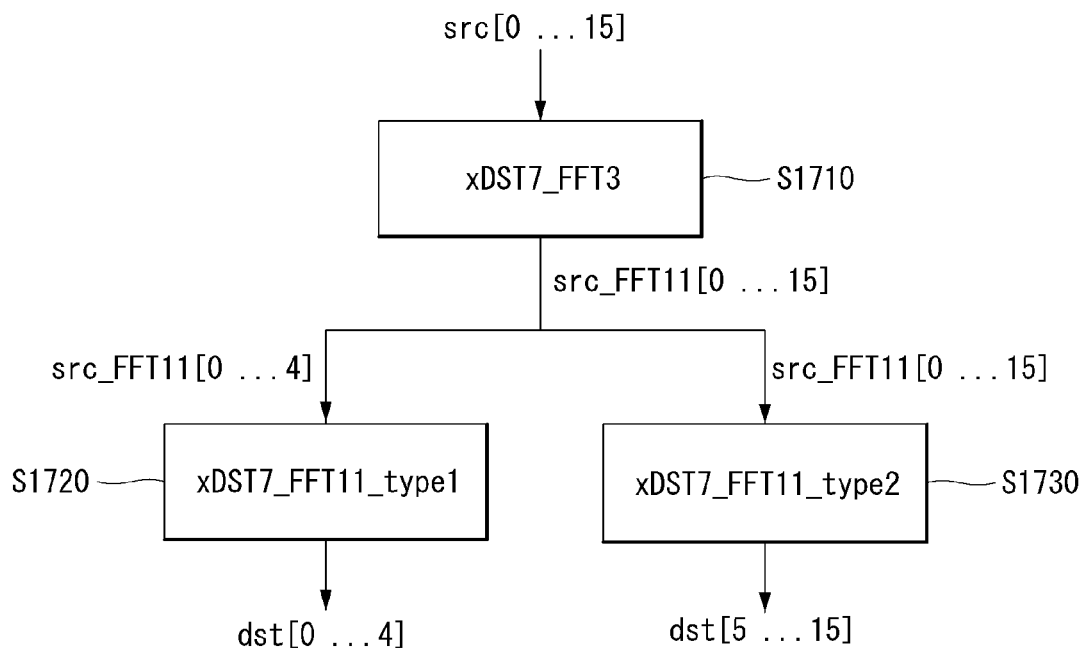 src[0 ... 15]
xDST7_FFT3
S1710
src_FFT11[0 ... 15]
src_FFT11[0 ... 4]
src_FFT11[0 ... 15]
S1720
xDST7_FFT11_type1
xDST7_FFT11_type2
S1730
dst[0 ... 4]
dst[5 ... 15]